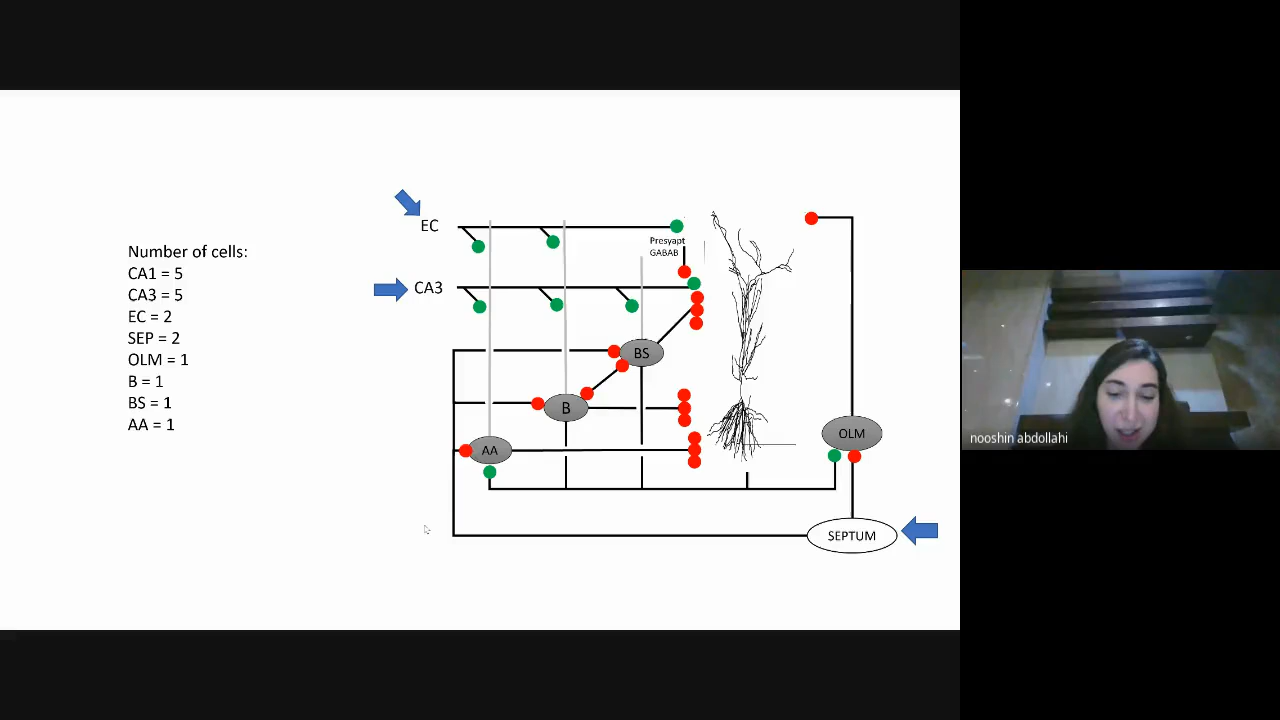 Number of cells:
CA1 = 5
CA3 = 5
EC = 2
SEP = 2
OLM = 1
B = 1
BS = 1
AA = 1
EC
Presyapt
GABAB
CA3
BS
B
AA
OLM
SEPTUM
nooshin abdollahi